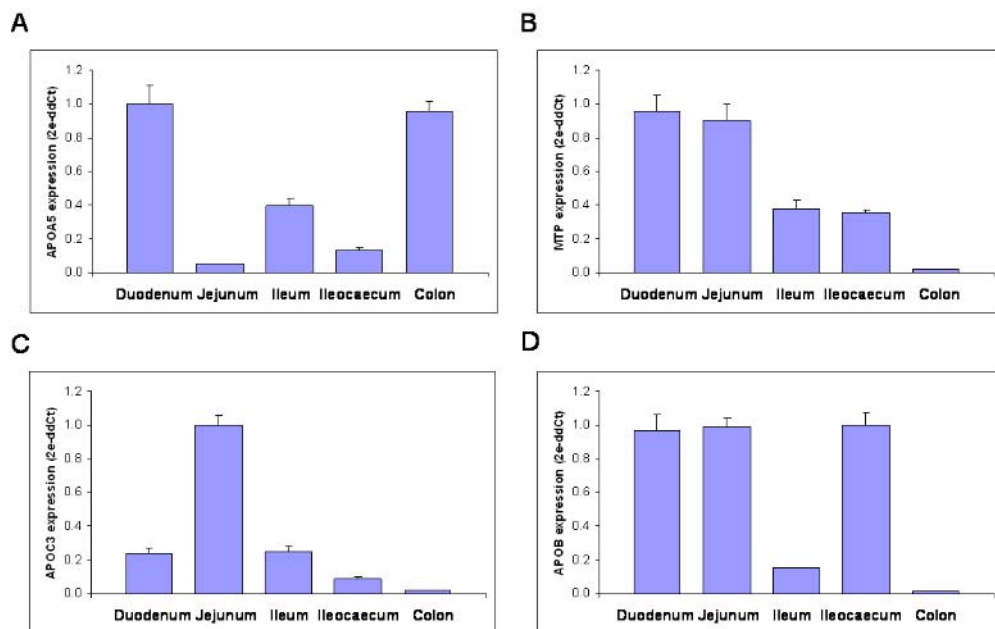 A
APOA5 expression (2e-ddCt)
1.2
1.0
0.8
0.6
0.4
0.2
0.0
Duodenum Jejunum Ileum Ileocaecum Colon
B
MTP expression (2e-ddCt)
1.2
1.0
0.8
0.6
0.4
0.2
0.0
Duodenum Jejunum Ileum Ileocaecum Colon
C
APOC3 expression (2e-ddCt)
1.2
1.0
0.8
0.6
0.4
0.2
0.0
Duodenum Jejunum Ileum Ileocaecum Colon
D
APOB expression (2e-ddCt)
1.2
1.0
0.8
0.6
0.4
0.2
0.0
Duodenum Jejunum Ileum Ileocaecum Colon